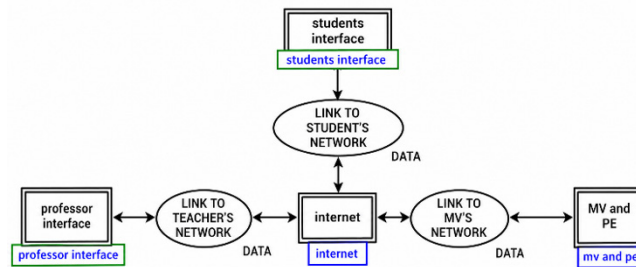 students
interface
students interface
LINK TO
STUDENT'S
NETWORK
DATA
professor
interface
professor interface
LINK TO
TEACHER'S
NETWORK
DATA
internet
internet
LINK TO
MV'S
NETWORK
DATA
MV and
PE
mv and pe